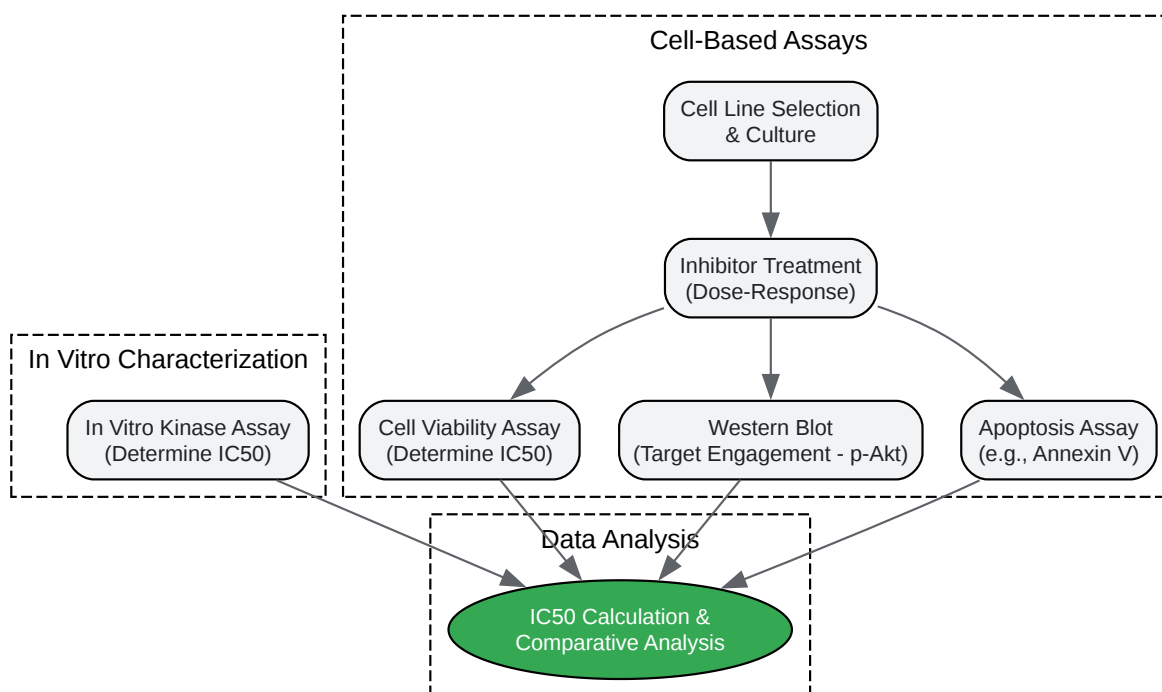 Cell-Based Assays
Cell Line Selection
& Culture
Inhibitor Treatment
(Dose-Response)
In Vitro Characterization
In Vitro Kinase Assay
(Determine IC50)
Cell Viability Assay
(Determine IC50)
Western Blot
(Target Engagement - p-Akt)
Apoptosis Assay
(e.g., Annexin V)
Data Analysis
IC50 Calculation &
Comparative Analysis